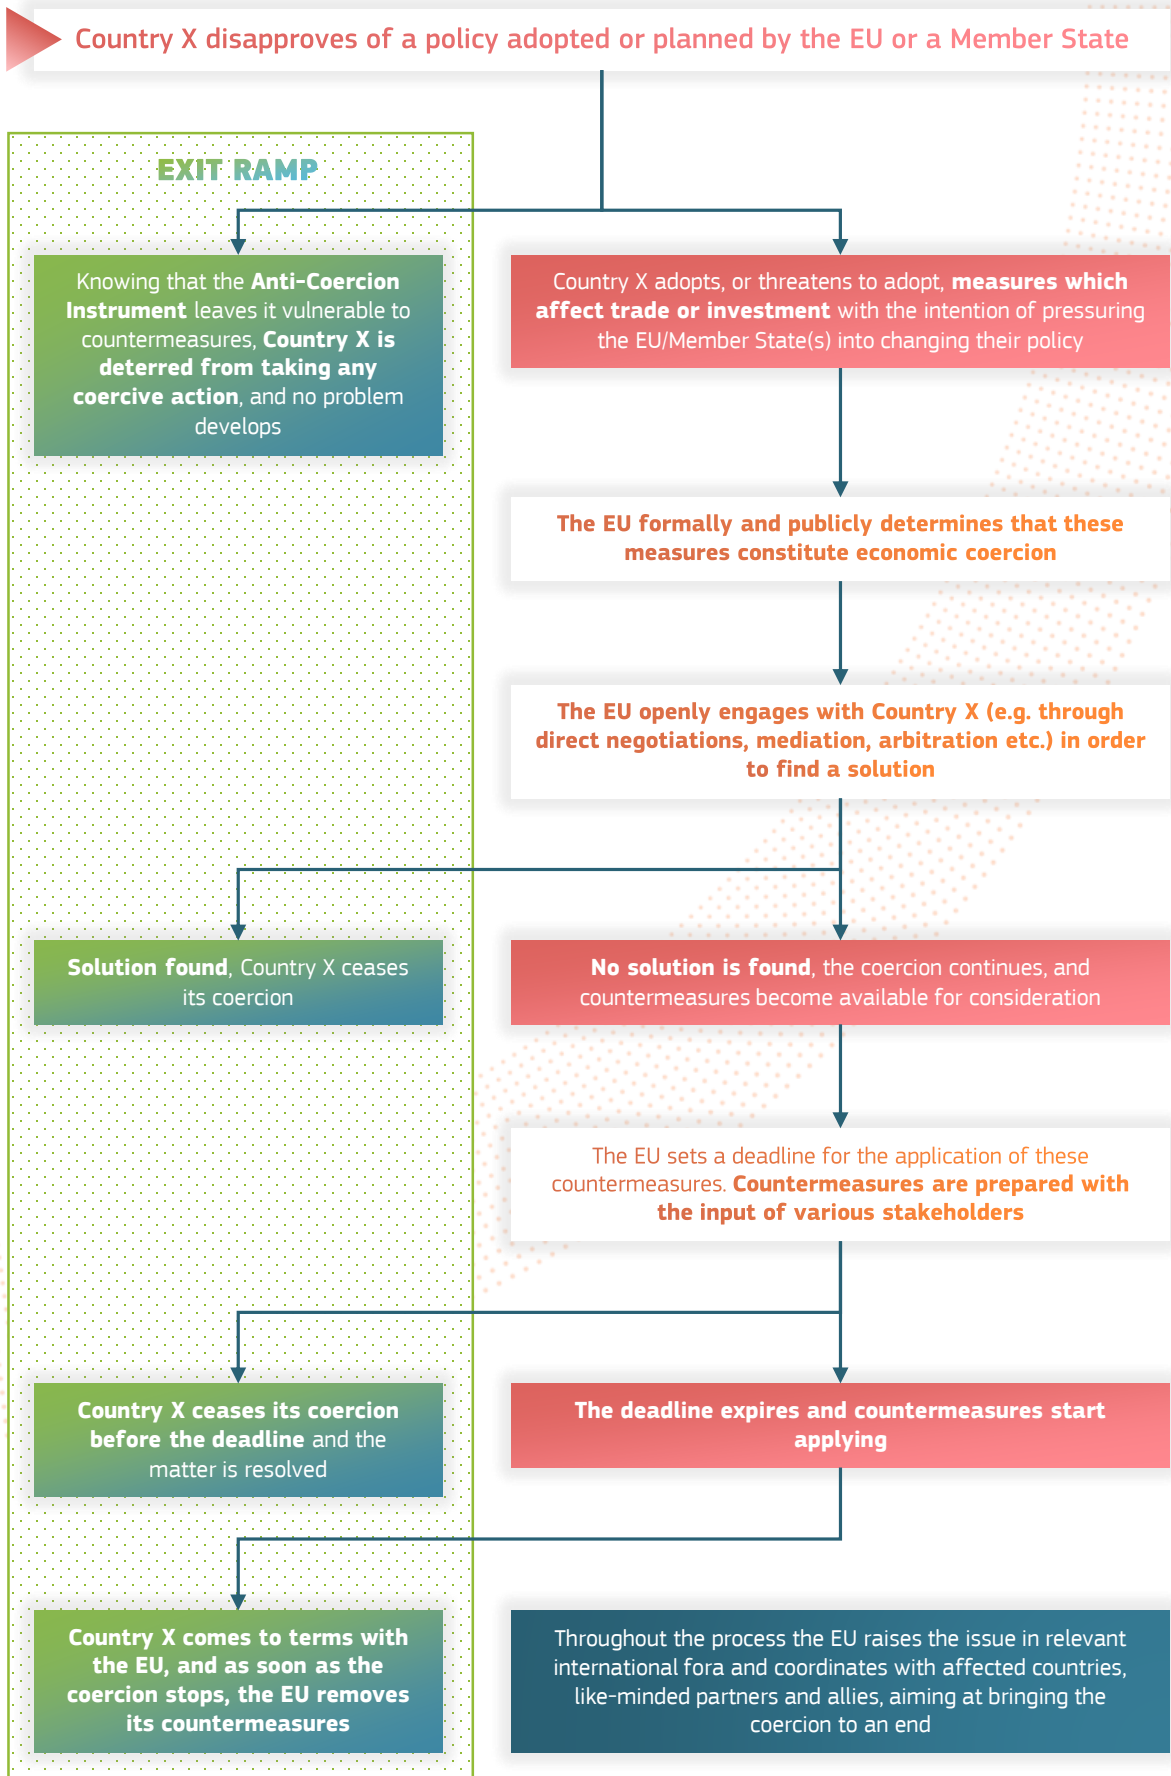 Country X disapproves of a policy adopted or planned by the EU or a Member State
EXIT RAMP
Knowing that the Anti-Coercion
Instrument leaves it vulnerable to
countermeasures, Country X is
deterred from taking any
coercive action, and no problem
develops
Country X adopts, or threatens to adopt, measures which
affect trade or investment with the intention of pressuring
the EU/Member State(s) into changing their policy
The EU formally and publicly determines that these
measures constitute economic coercion
The EU openly engages with Country X (e.g. through
direct negotiations, mediation, arbitration etc.) in order
to find a solution
Solution found, Country X ceases
its coercion
No solution is found, the coercion continues, and
countermeasures become available for consideration
The EU sets a deadline for the application of these
countermeasures. Countermeasures are prepared with
the input of various stakeholders
Country X ceases its coercion
before the deadline and the
matter is resolved
The deadline expires and countermeasures start
applying
Country X comes to terms with
the EU, and as soon as the
coercion stops, the EU removes
its countermeasures
Throughout the process the EU raises the issue in relevant
international fora and coordinates with affected countries,
like-minded partners and allies, aiming at bringing the
coercion to an end